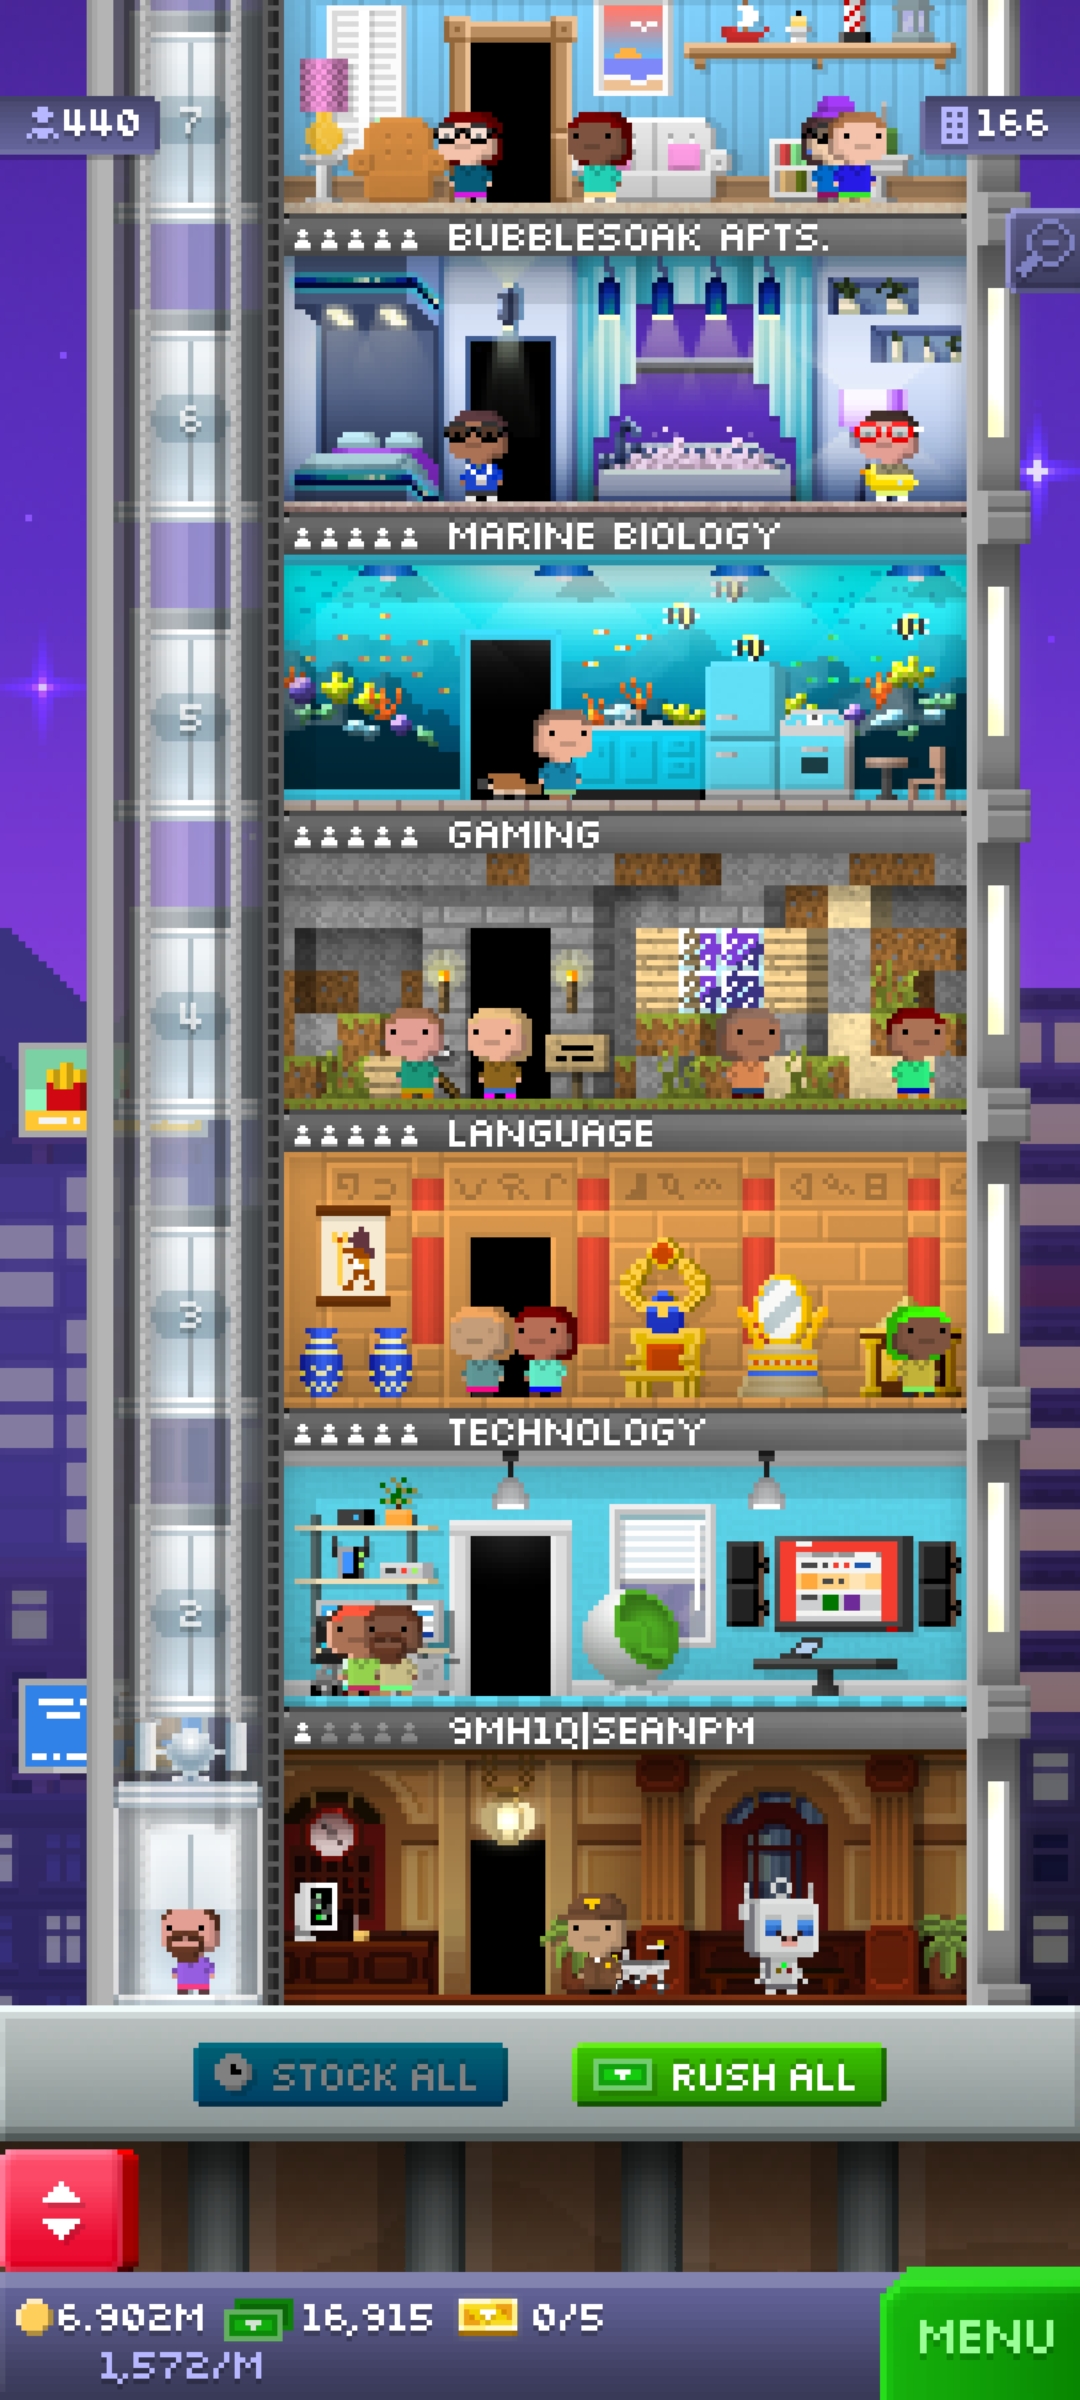 7
440
166
BUBBLESOAK APTS.
6
MARINE BIOLOGY
5
GAMING
4
LANGUAGE
3
TECHNOLOGY
2
9MH1Q|SEANPM
STOCK ALL
RUSH ALL
6.902M
16,915
0/5
1,572/M
MENU